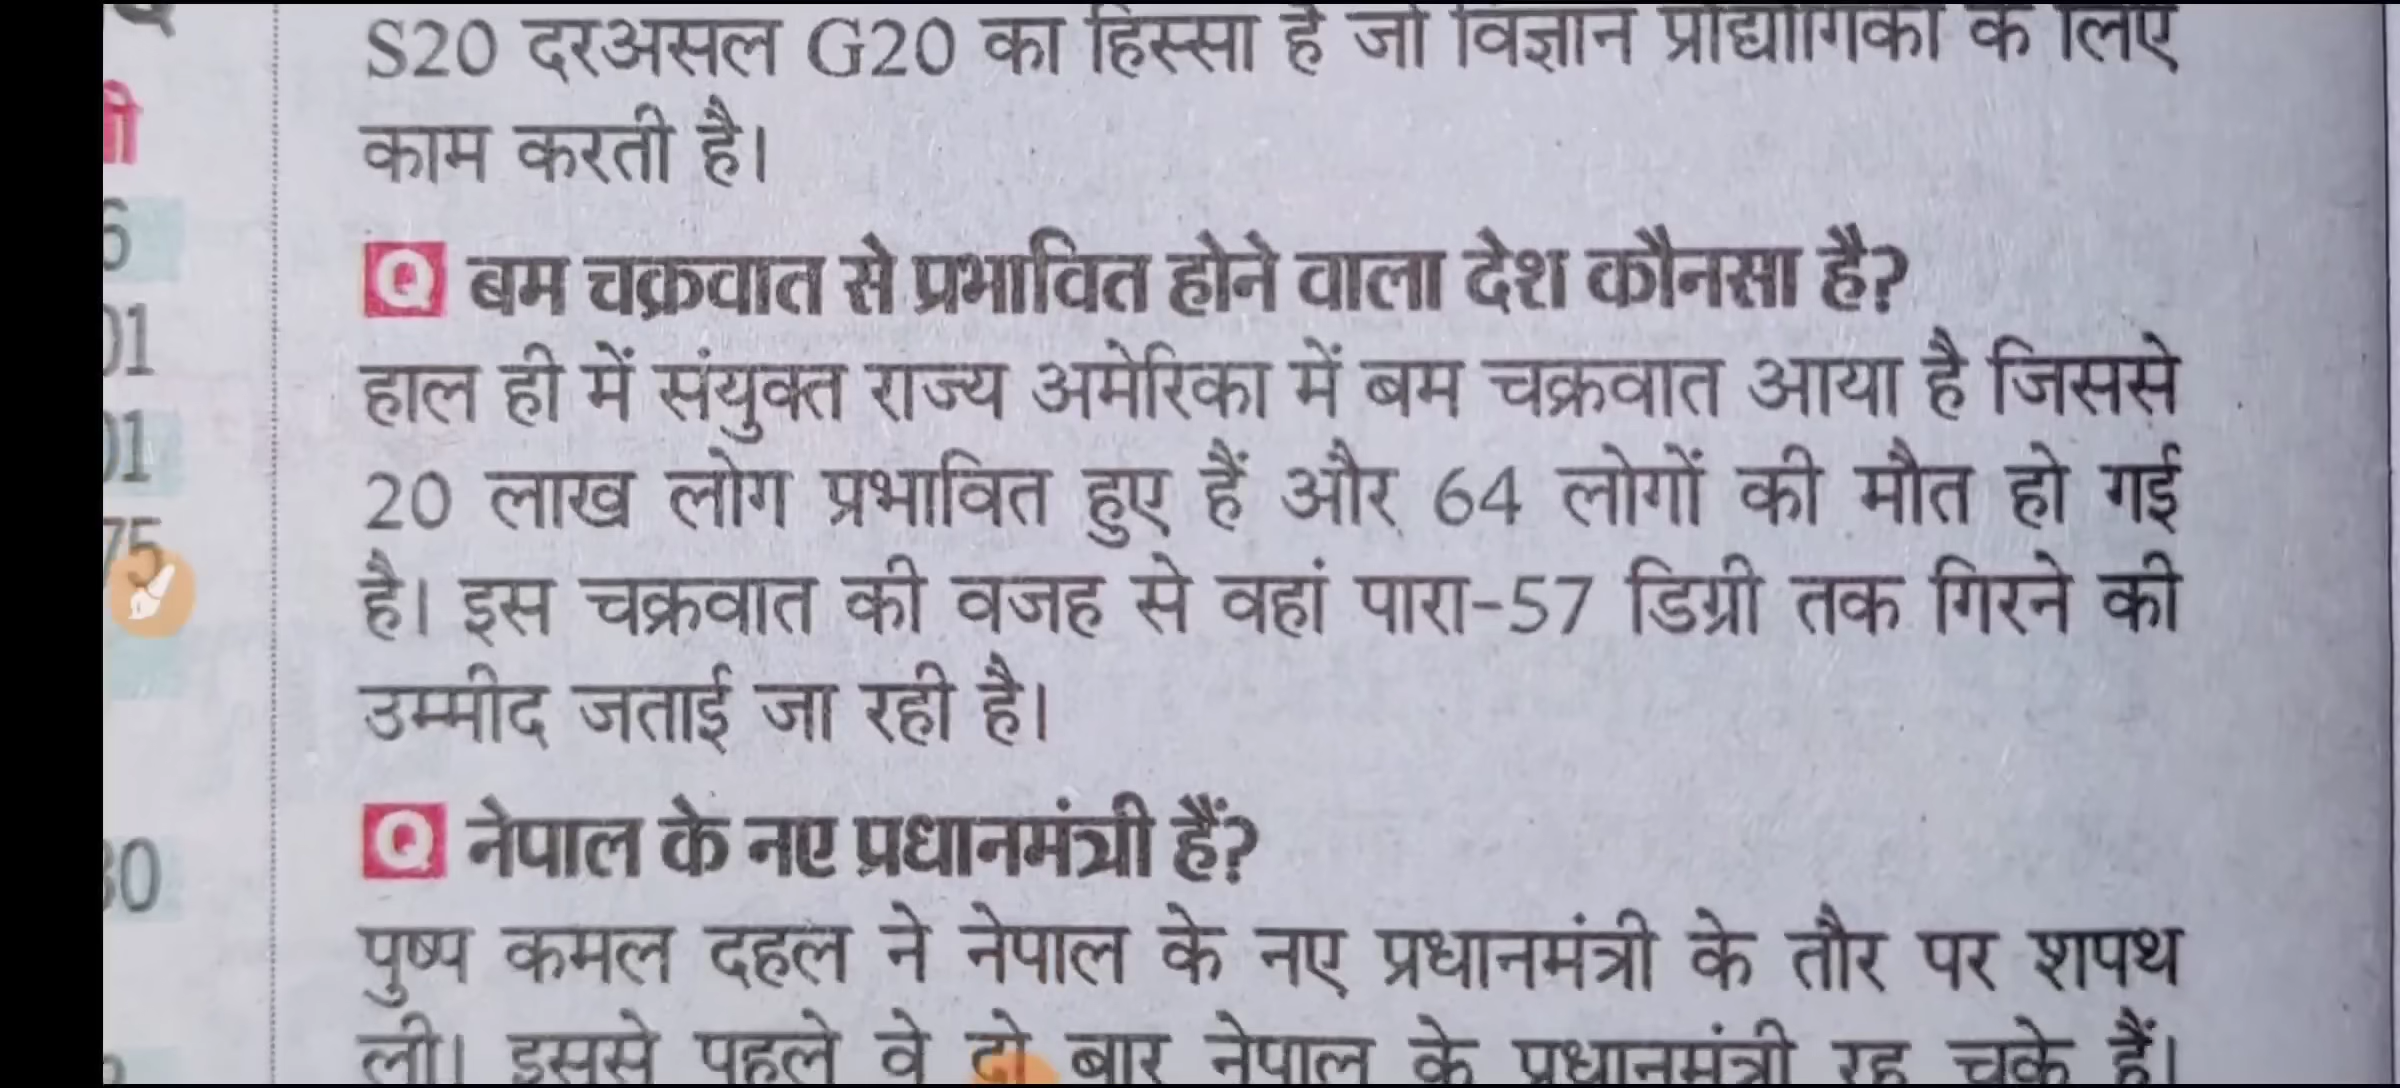 S20 दरअसल G20 का हिस्सा है जो विज्ञान प्रौद्योगिकी के लिए
काम करती है।
Q बम चक्रवात से प्रभावित होने वाला देश कौनसा है?
हाल ही में संयुक्त राज्य अमेरिका में बम चक्रवात आया है जिससे
20 लाख लोग प्रभावित हुए हैं और 64 लोगों की मौत हो गई
है। इस चक्रवात की वजह से वहां पारा-57 डिग्री तक गिरने की
उम्मीद जताई जा रही है।
Q नेपाल के नए प्रधानमंत्री हैं?
पुष्प कमल दहल ने नेपाल के नए प्रधानमंत्री के तौर पर शपथ
ली। इससे पहले वे दो बार नेपाल के प्रधानमंत्री रह चुके हैं।